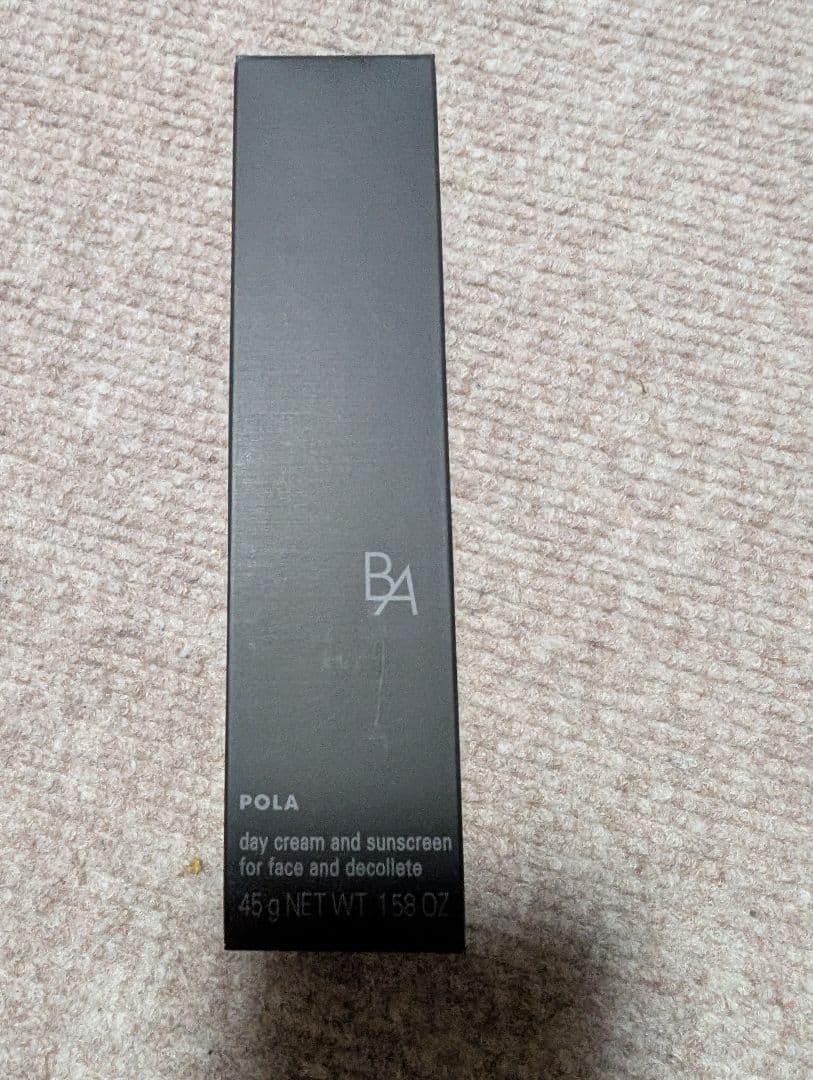 BA
POLA
day cream and sunscreen
for face and decollete
45 g NET WT 1.58 OZ